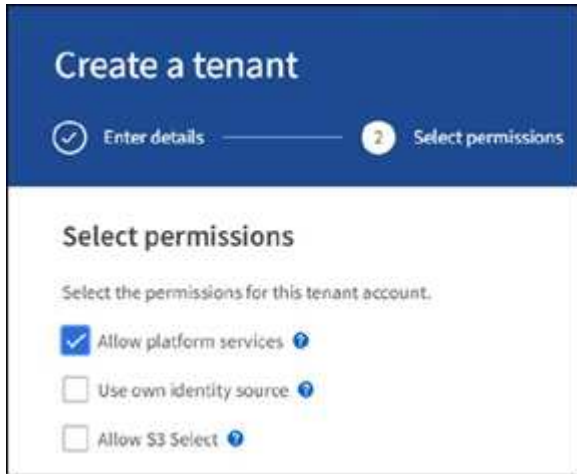 Create a tenant
Enter details
2 Select permissions
Select permissions
Select the permissions for this tenant account.
Allow platform services ?
Use own identity source ?
Allow S3 Select ?